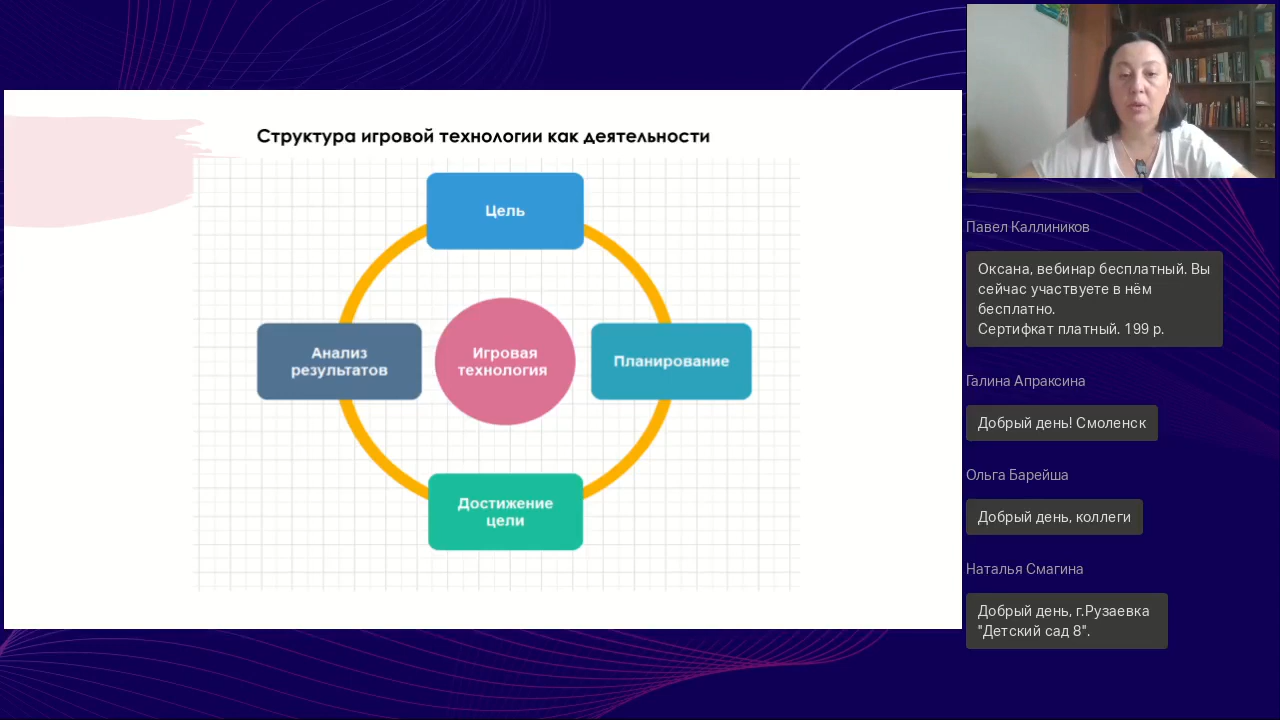 Структура игровой технологии как деятельности
Цель
Анализ
результатов
Игровая
технология
Планирование
Достижение
цели
Павел Каллиников
Оксана, вебинар бесплатный. Вы
сейчас участвуете в нём
бесплатно.
Сертифкат платный. 199 р.
Галина Апраксина
Добрый день! Смоленск
Ольга Барейша
Добрый день, коллеги
Наталья Смагина
Добрый день, г.Рузаевка
"Детский сад 8".